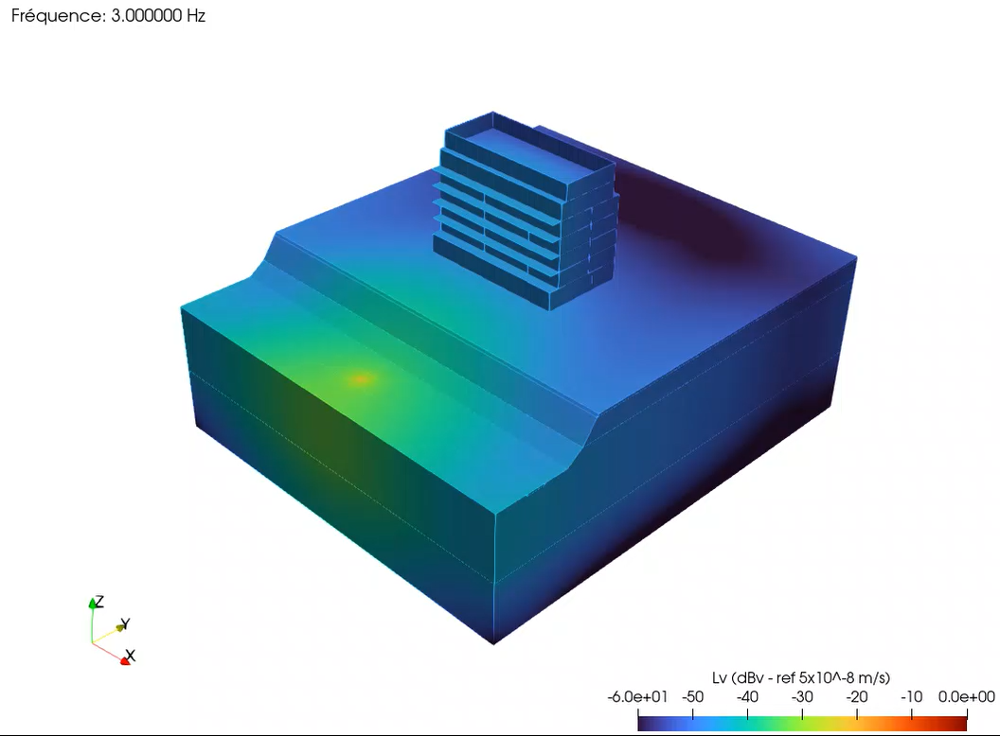 Fréquence: 3.000000 Hz
Z
Y
X
Lv (dBv - ref 5x10^-8 m/s)
-6.0e+01 -50 -40 -30 -20 -10 0.0e+00